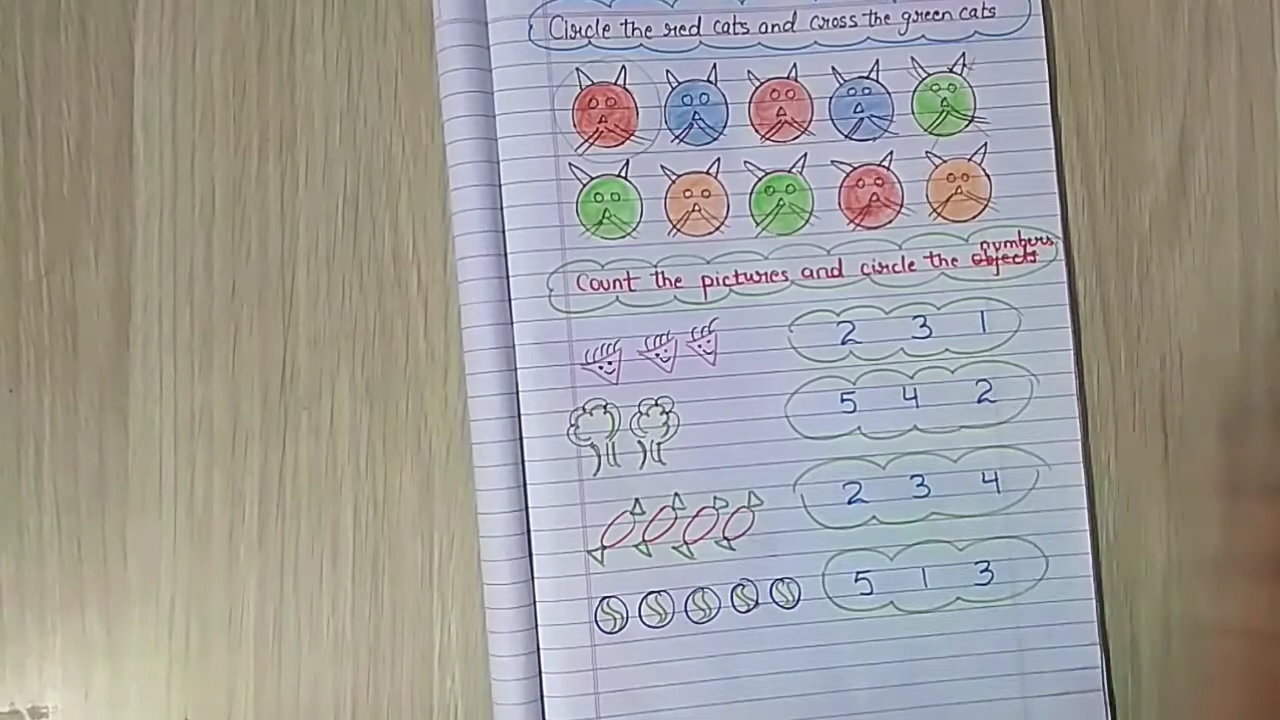 Circle the red cats and cross the green cats
numbers
Count the pictures and circle the objects
2 3 1
5 4 2
2 3 4
5 1 3